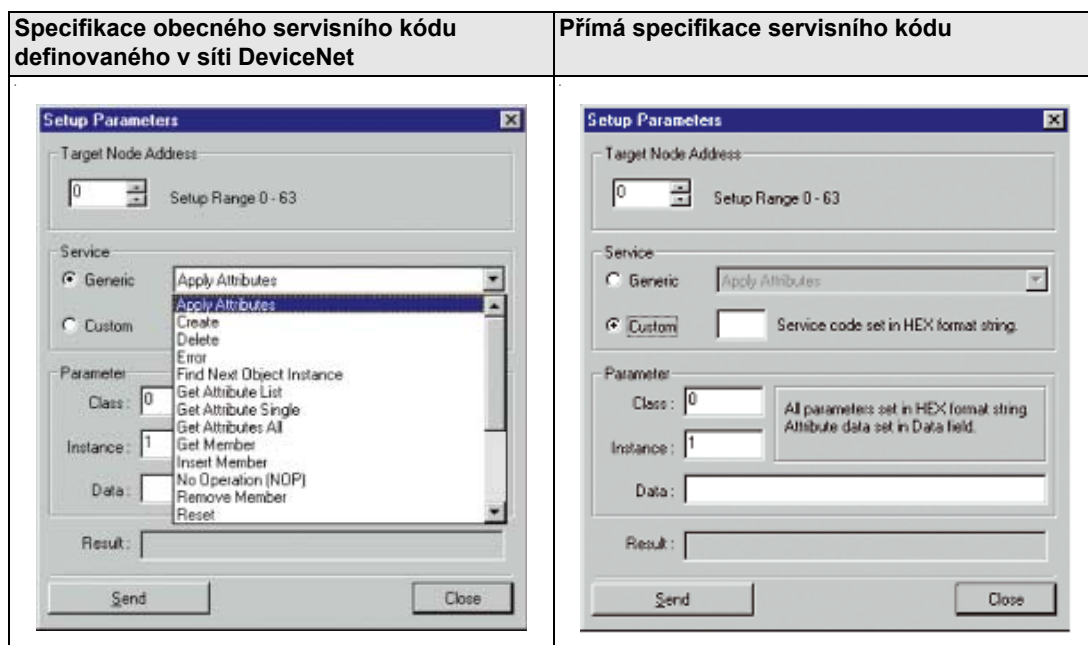 Specifikace obecného servisního kódu
definovaného v síti DeviceNet
Přímá specifikace servisního kódu
Setup Parameters
Target Node Address
0
Setup Range 0 - 63
Service
Generic
Apply Attributes
Apply Attributes
Create
Custom
Delete
Error
Find Next Object Instance
Parameter
Get Attribute List
Class : 0
Get Attribute Single
Get Attributes All
Instance : 1
Get Member
Insert Member
No Operation (NOP)
Data :
Remove Member
Reset
Result :
Send
Close
Setup Parameters
Target Node Address
0
Setup Range 0 - 63
Service
Generic
Apply Attributes
Custom
Service code set in HEX format string.
Parameter
Class : 0
All parameters set in HEX format string
Attribute data set in Data field.
Instance : 1
Data :
Result :
Send
Close